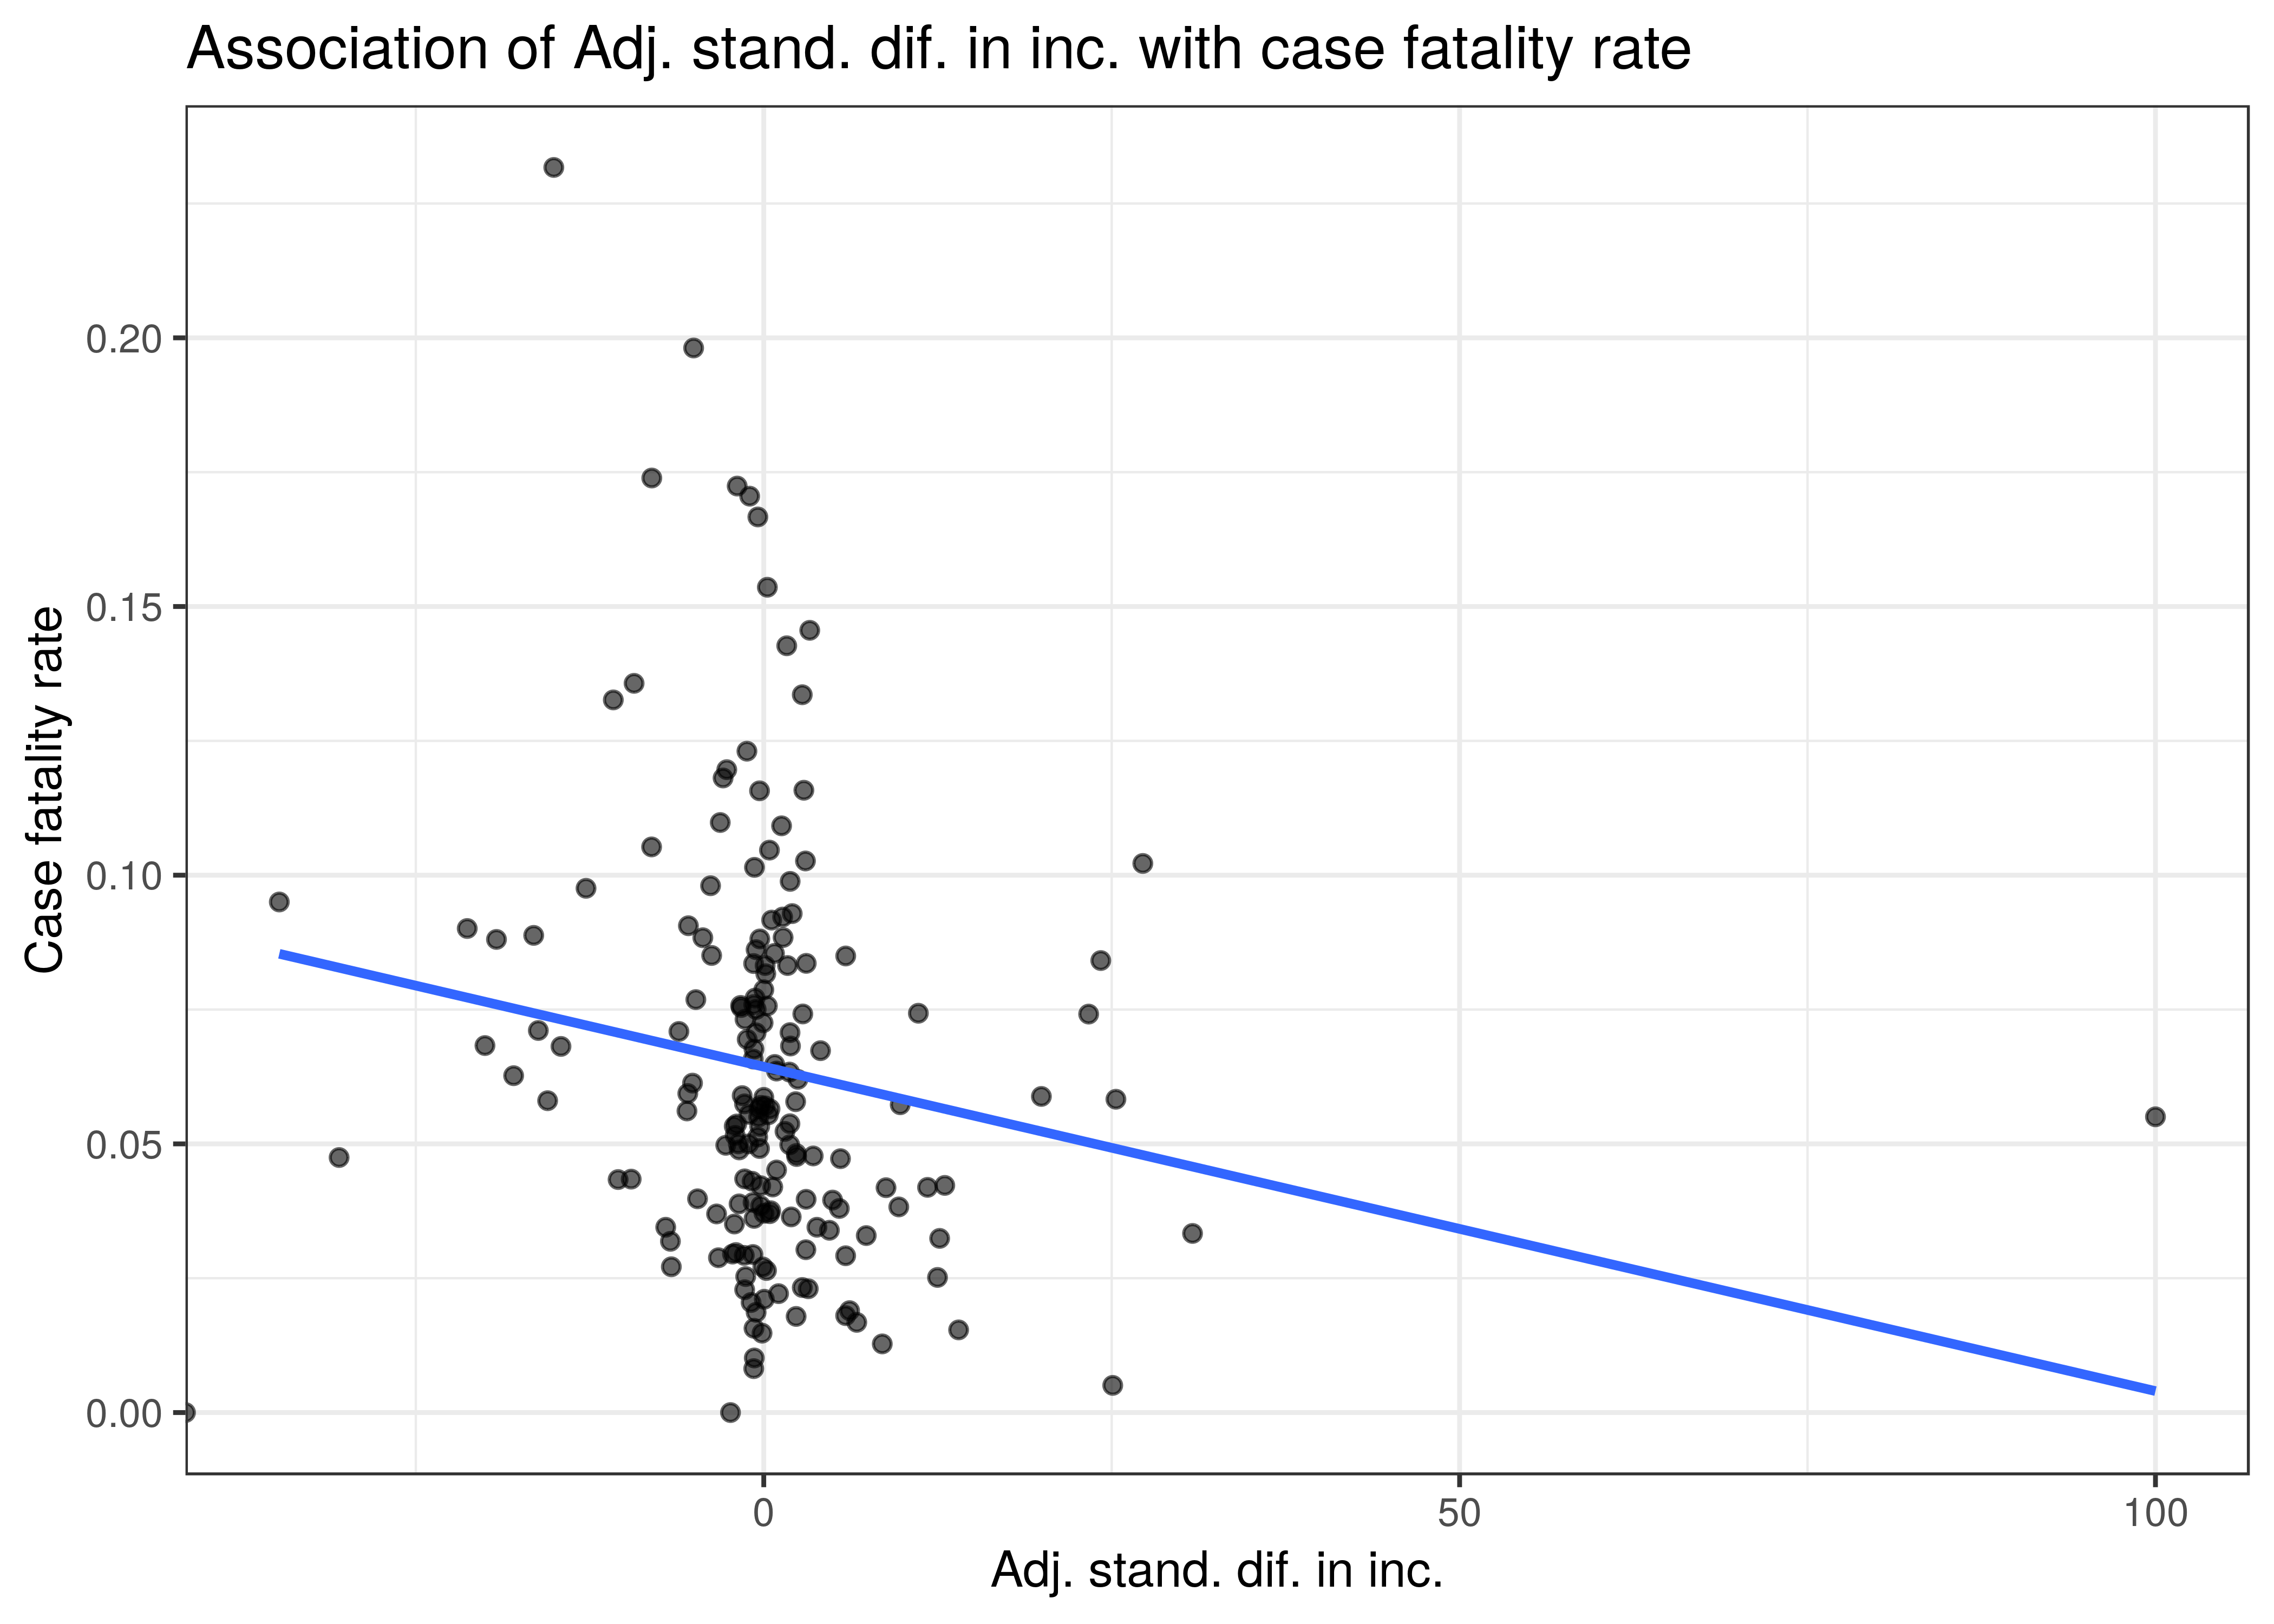 Association of Adj. stand. dif. in inc. with case fatality rate
Case fatality rate
0.20
0.15
0.10
0.05
0.00
0
50
100
Adj. stand. dif. in inc.